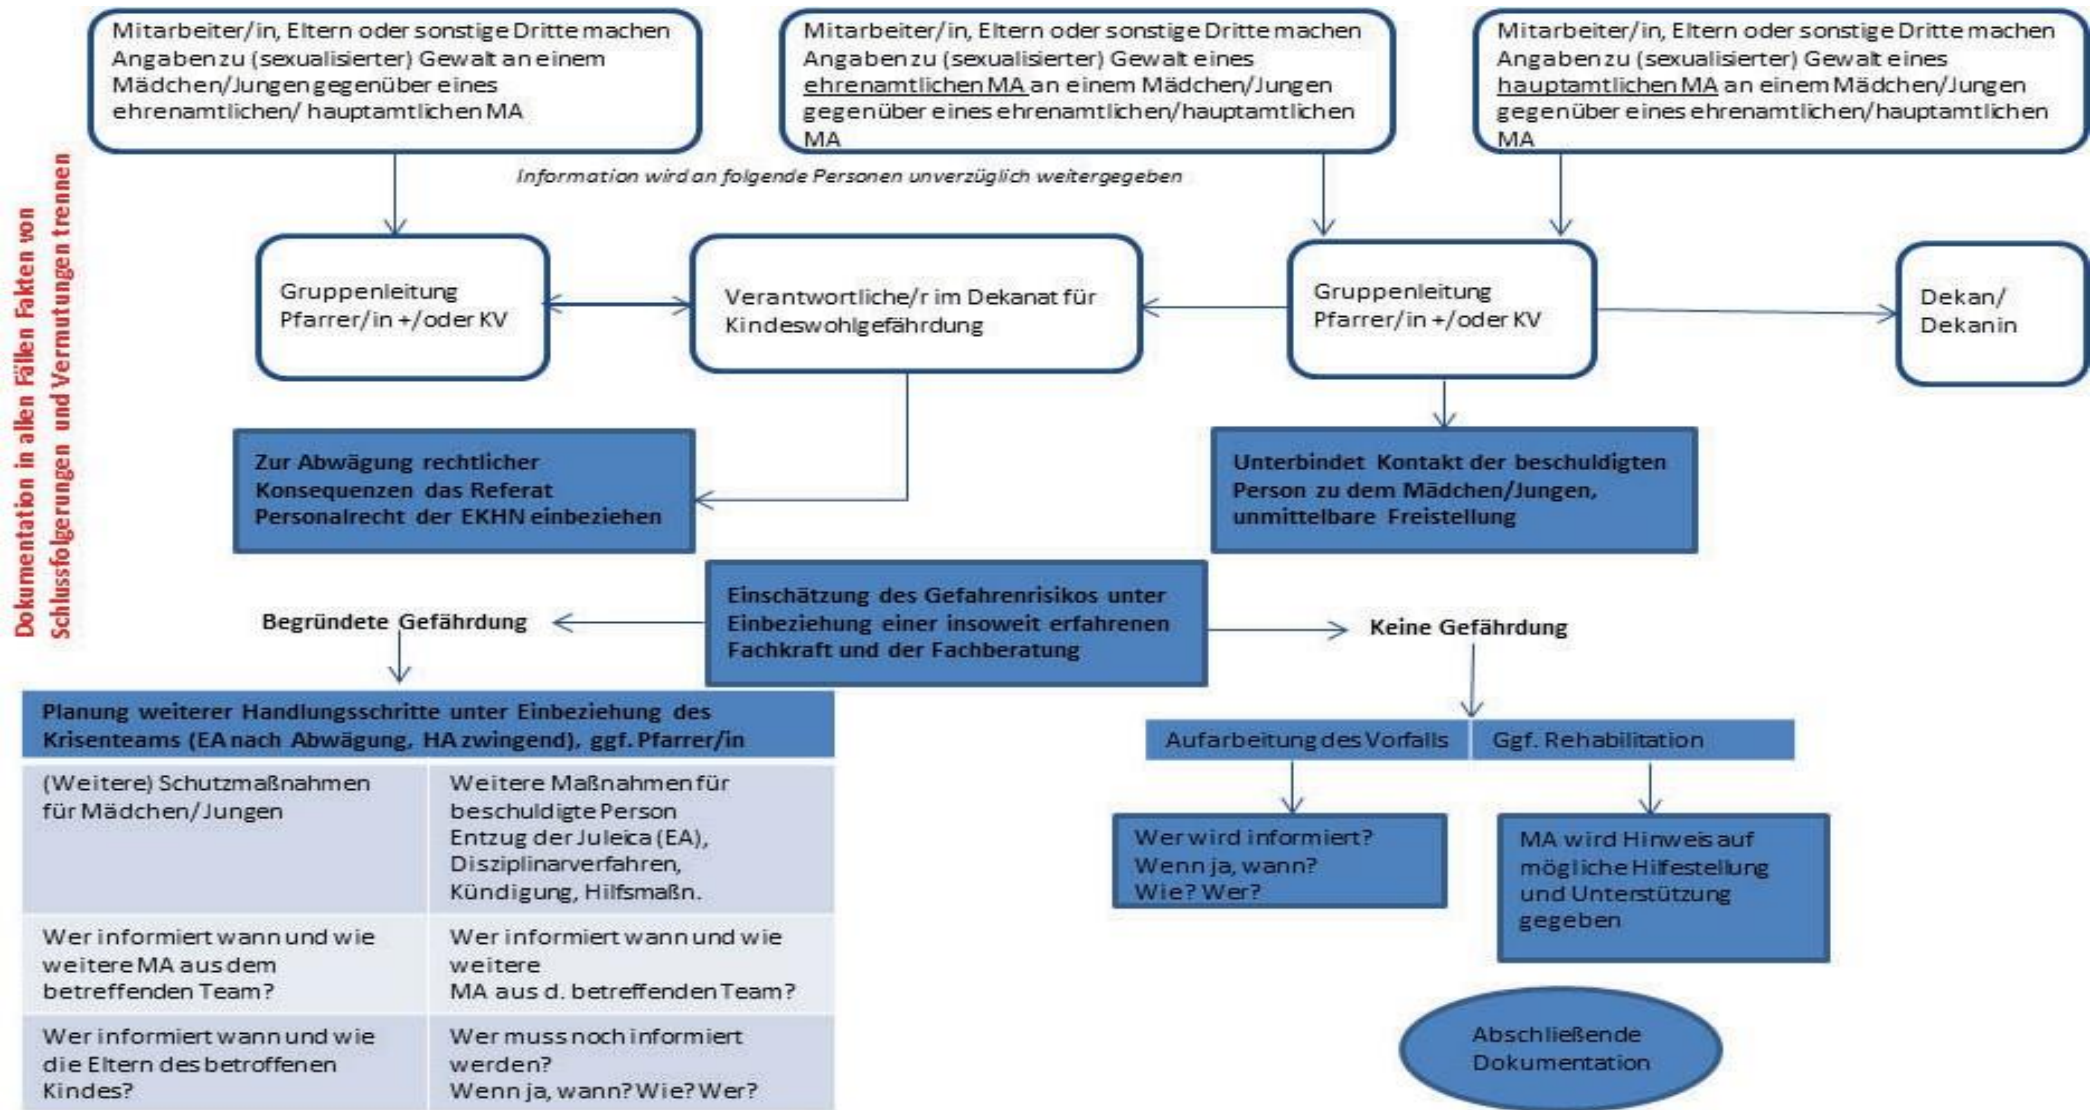 Mitarbeiter/in, Eltern oder sonstige Dritte machen
Angaben zu (sexualisierter) Gewalt an einem
Mädchen/Jungen gegenüber eines
ehrenamtlichen/ hauptamtlichen MA
Mitarbeiter/in, Eltern oder sonstige Dritte machen
Angaben zu (sexualisierter) Gewalt eines
ehrenamtlichen MA an einem Mädchen/Jungen
gegenüber eines ehrenamtlichen/hauptamtlichen
MA
Mitarbeiter/in, Eltern oder sonstige Dritte machen
Angaben zu (sexualisierter) Gewalt eines
hauptamtlichen MA an einem Mädchen/Jungen
gegenüber eines ehrenamtlichen/hauptamtlichen
MA
Information wird an folgende Personen unverzüglich weitergegeben
Dokumentation in allen Fällen Fakten von
Schlussfolgerungen und Vermutungen trennen
Gruppenleitung
Pfarrer/in +/oder KV
Verantwortliche/r im Dekanat für
Kindeswohlgefährdung
Gruppenleitung
Pfarrer/in +/oder KV
Dekan/
Dekanin
Zur Abwägung rechtlicher
Konsequenzen das Referat
Personalrecht der EKHN einbeziehen
Unterbindet Kontakt der beschuldigten
Person zu dem Mädchen/Jungen,
unmittelbare Freistellung
Einschätzung des Gefahrenrisikos unter
Einbeziehung einer insoweit erfahrenen
Fachkraft und der Fachberatung
Begründete Gefährdung
Keine Gefährdung
Planung weiterer Handlungsschritte unter Einbeziehung des
Krisenteams (EA nach Abwägung, HA zwingend), ggf. Pfarrer/in
(Weitere) Schutzmaßnahmen
für Mädchen/Jungen
Weitere Maßnahmen für
beschuldigte Person
Entzug der Juleica (EA),
Disziplinarverfahren,
Kündigung, Hilfsmaßn.
Wer informiert wann und wie
weitere MA aus dem
betreffenden Team?
Wer informiert wann und wie
weitere
MA aus d. betreffenden Team?
Wer informiert wann und wie
die Eltern des betroffenen
Kindes?
Wer muss noch informiert
werden?
Wenn ja, wann? Wie? Wer?
Aufarbeitung des Vorfalls
Ggf. Rehabilitation
Wer wird informiert?
Wenn ja, wann?
Wie? Wer?
MA wird Hinweis auf
mögliche Hilfestellung
und Unterstützung
gegeben
Abschließende
Dokumentation